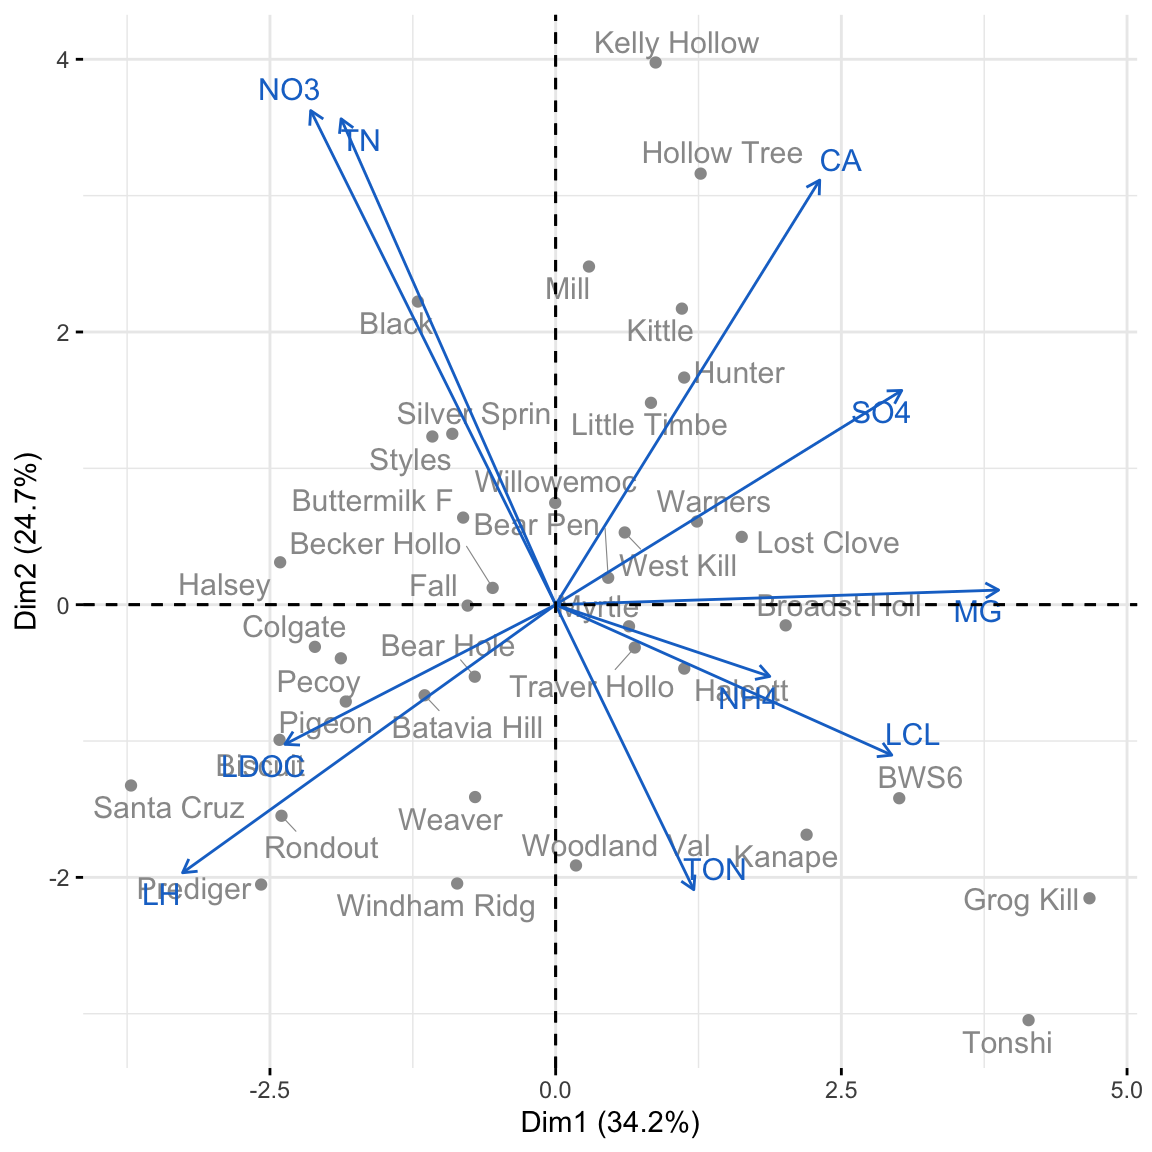 Kelly Hollow
4
NO3
TN
Hollow Tree
CA
Mill
Black
Kittle
2
Hunter
Silver Sprin
SO4
Little Timbe
Styles
Willowemoc
Buttermilk F
Warners
Bear Pen
Becker Hollo
Lost Clove
West Kill
Halsey
Fall
0
Myrtle
Broadst Holl
MG
Colgate
Bear Hole
Pecoy
Traver Hollo
Halcott
NH4
Pigeon
Batavia Hill
LCL
Biscuit
LDOC
BWS6
Santa Cruz
Weaver
Rondout
Woodland Val
Kanape
TON
-2
Prediger
LH
Windham Ridg
Grog Kill
Tonshi
-2.5
0.0
2.5
5.0
Dim1 (34.2%)
Dim2 (24.7%)